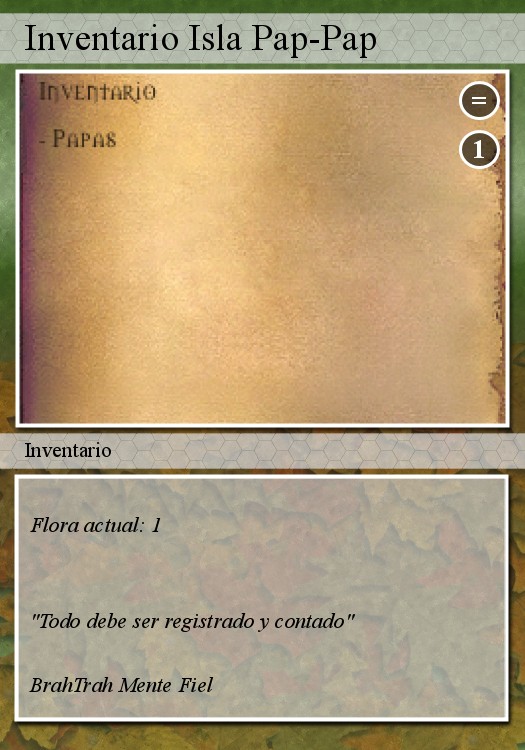 Inventario Isla Pap-Pap
Inventario
=
- Papas
1
Inventario
Flora actual: 1
"Todo debe ser registrado y contado"
BrahTrah Mente Fiel